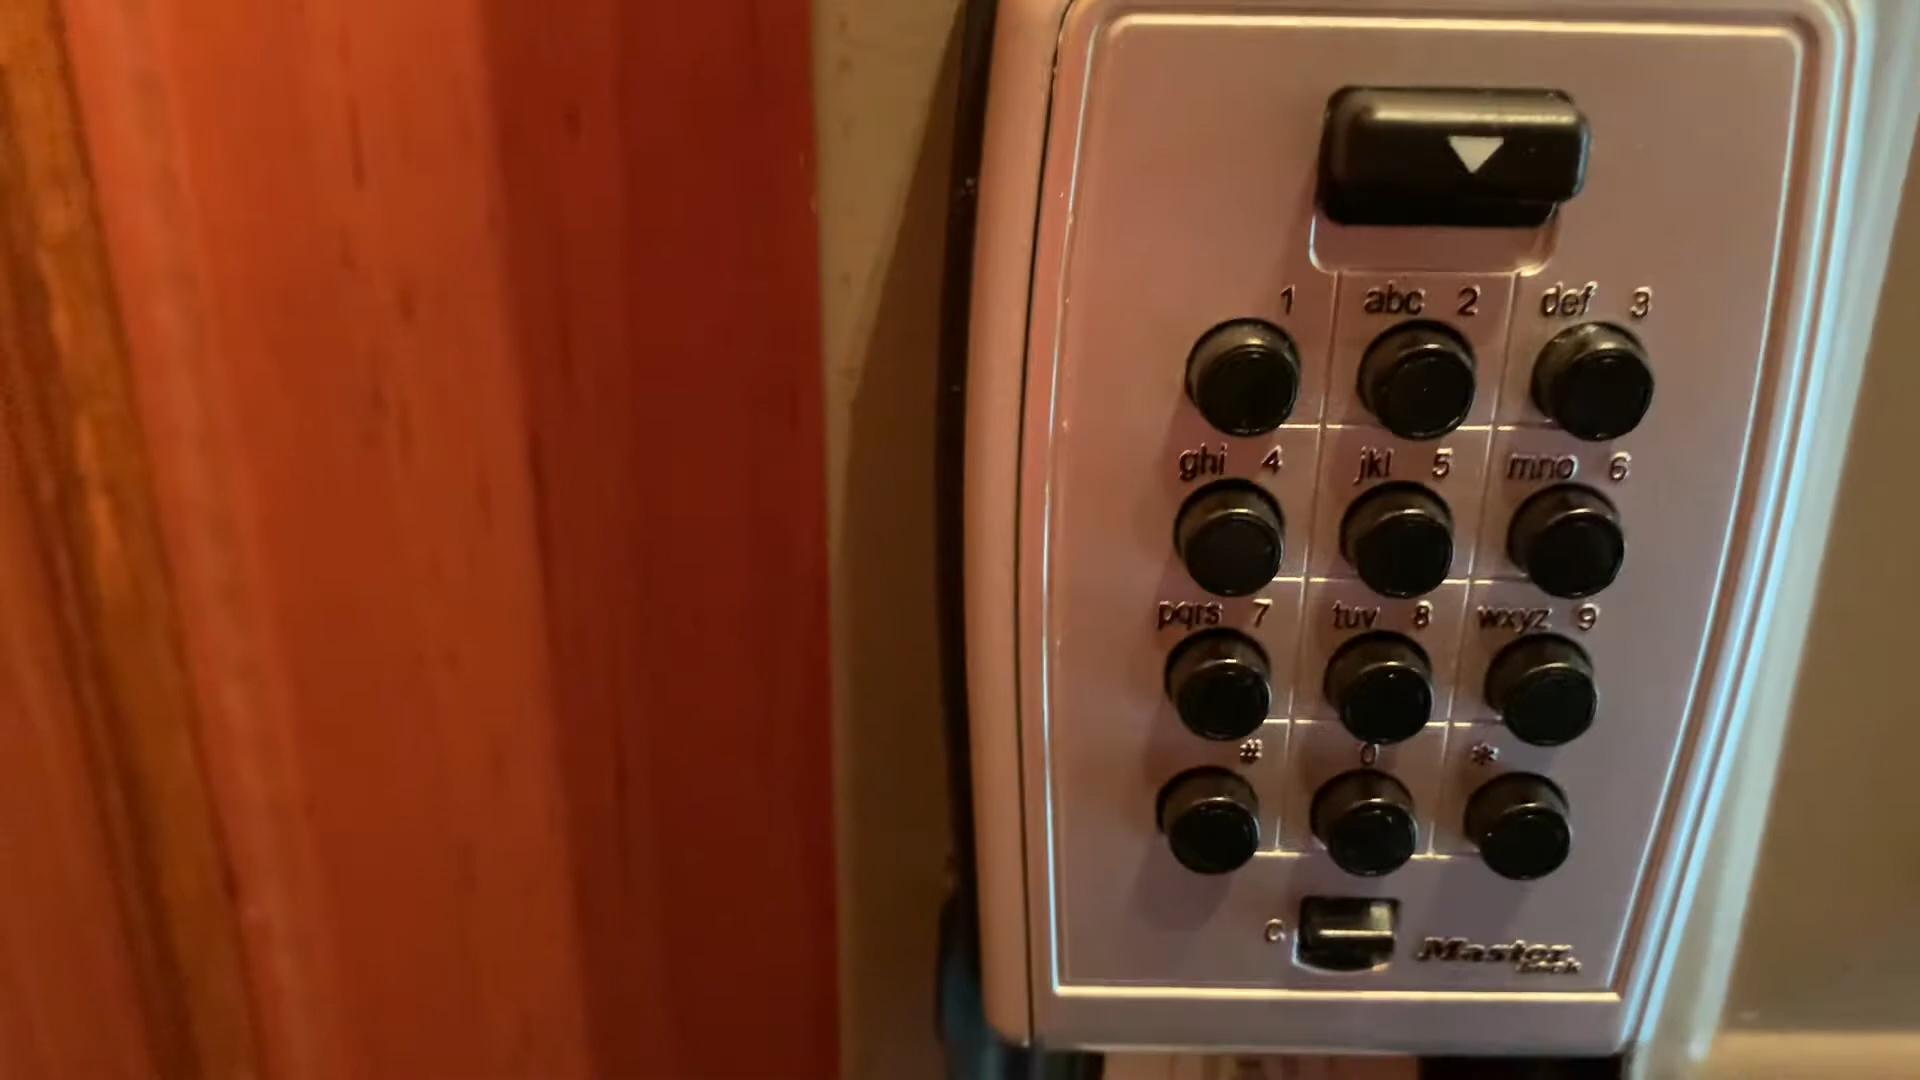 1 abc 2 def 3
ghi 4 jkl 5 mno 6
pqrs 7 tuv 8 wxyz 9
# 0 *
C
Master
Lock